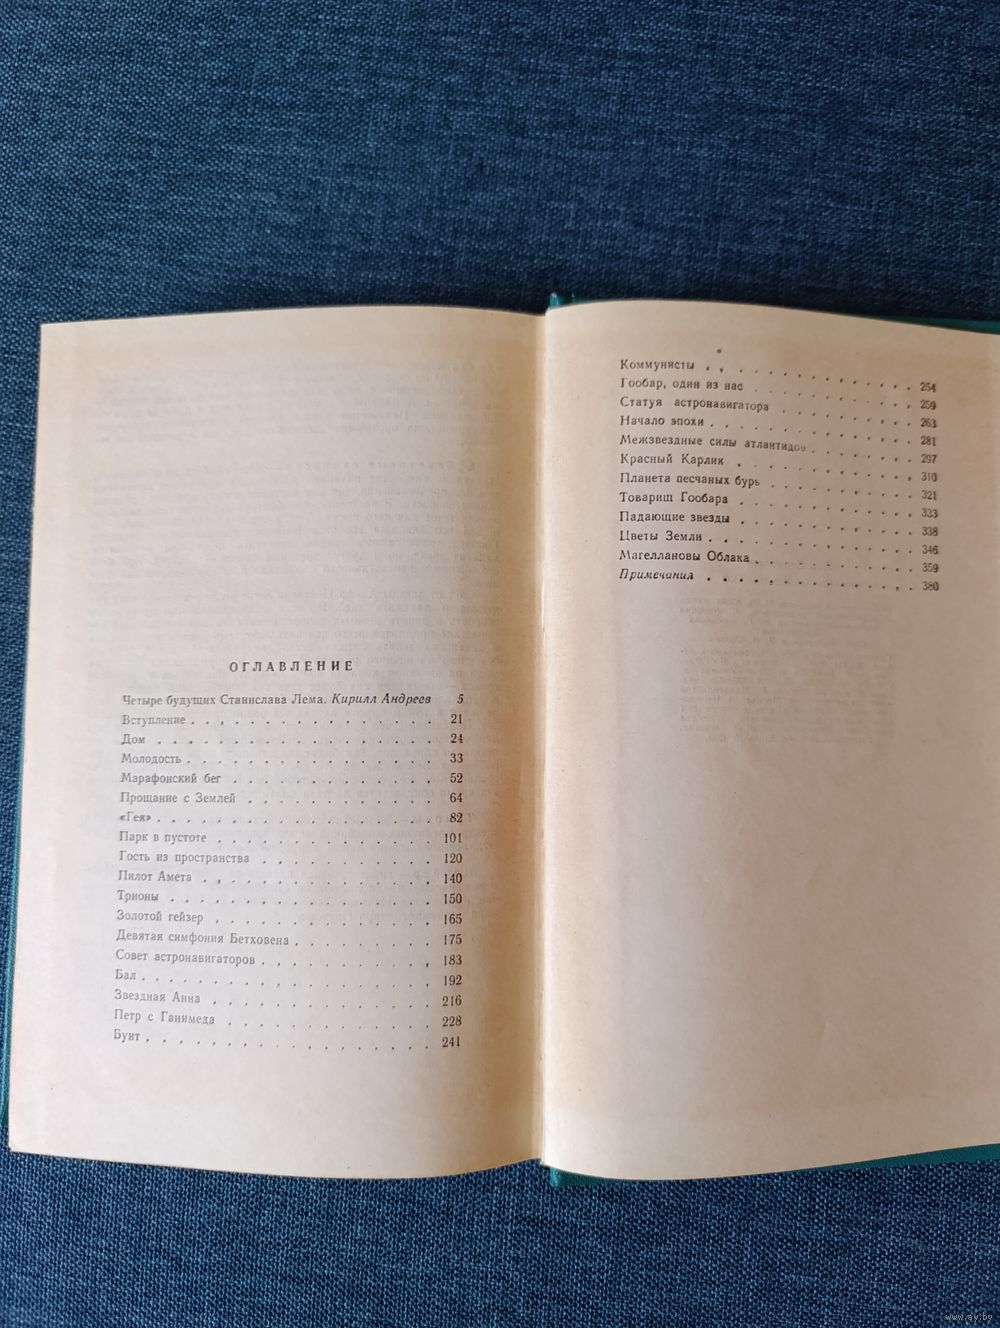 ОГЛАВЛЕНИЕ
Четыре будущих Станислава Лема. Кирилл Андреев 5
Вступление . . . . . . . . . . . . . . . . 21
Дом . . . . . . . . . . . . . . . . . . 24
Молодость . . . . . . . . . . . . . . . . 33
Марафонский бег . . . . . . . . . . . . . 52
Прощание с Землей . . . . . . . . . . . . 64
«Гея» . . . . . . . . . . . . . . . . . . 82
Парк в пустоте . . . . . . . . . . . . . . 101
Гость из пространства . . . . . . . . . . . 120
Пилот Амета . . . . . . . . . . . . . . . 140
Трионы . . . . . . . . . . . . . . . . . 150
Золотой гейзер . . . . . . . . . . . . . . 165
Девятая симфония Бетховена . . . . . . . . . 175
Совет астронавигаторов . . . . . . . . . . . 183
Бал . . . . . . . . . . . . . . . . . . 192
Звездная Анна . . . . . . . . . . . . . . 216
Петр с Ганимеда . . . . . . . . . . . . . 228
Бунт . . . . . . . . . . . . . . . . . . 241
Коммунисты . . . . . . . . . . . . . . . 254
Гообар, один из нас . . . . . . . . . . . . 259
Статуя астронавигатора . . . . . . . . . . . 263
Начало эпохи . . . . . . . . . . . . . . . 281
Межзвездные силы атлантидов . . . . . . . . 297
Красный Карлик . . . . . . . . . . . . . . 310
Планета песчаных бурь . . . . . . . . . . . 321
Товарищ Гообара . . . . . . . . . . . . . 333
Падающие звезды . . . . . . . . . . . . . 338
Цветы Земли . . . . . . . . . . . . . . . 346
Магеллановы Облака . . . . . . . . . . . . 359
Примечания . . . . . . . . . . . . . . . 380
www.ay.by